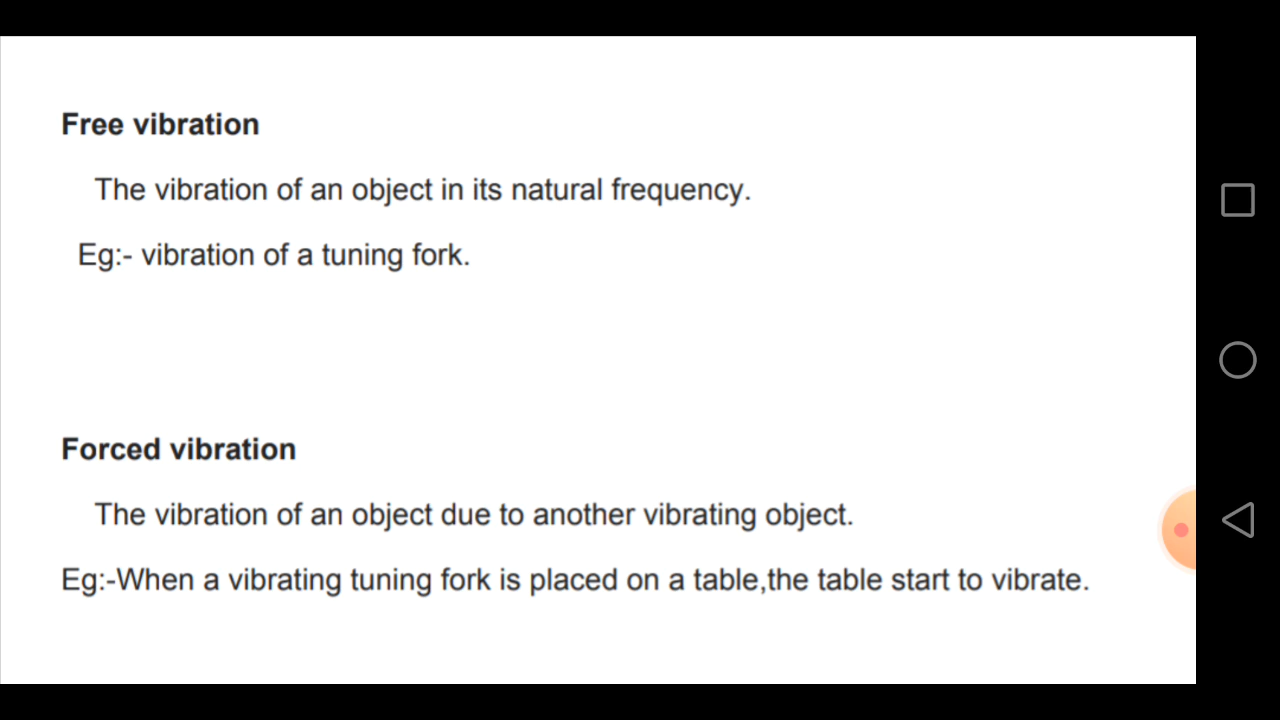 Free vibration
The vibration of an object in its natural frequency.
Eg:- vibration of a tuning fork.
Forced vibration
The vibration of an object due to another vibrating object.
Eg:-When a vibrating tuning fork is placed on a table,the table start to vibrate.